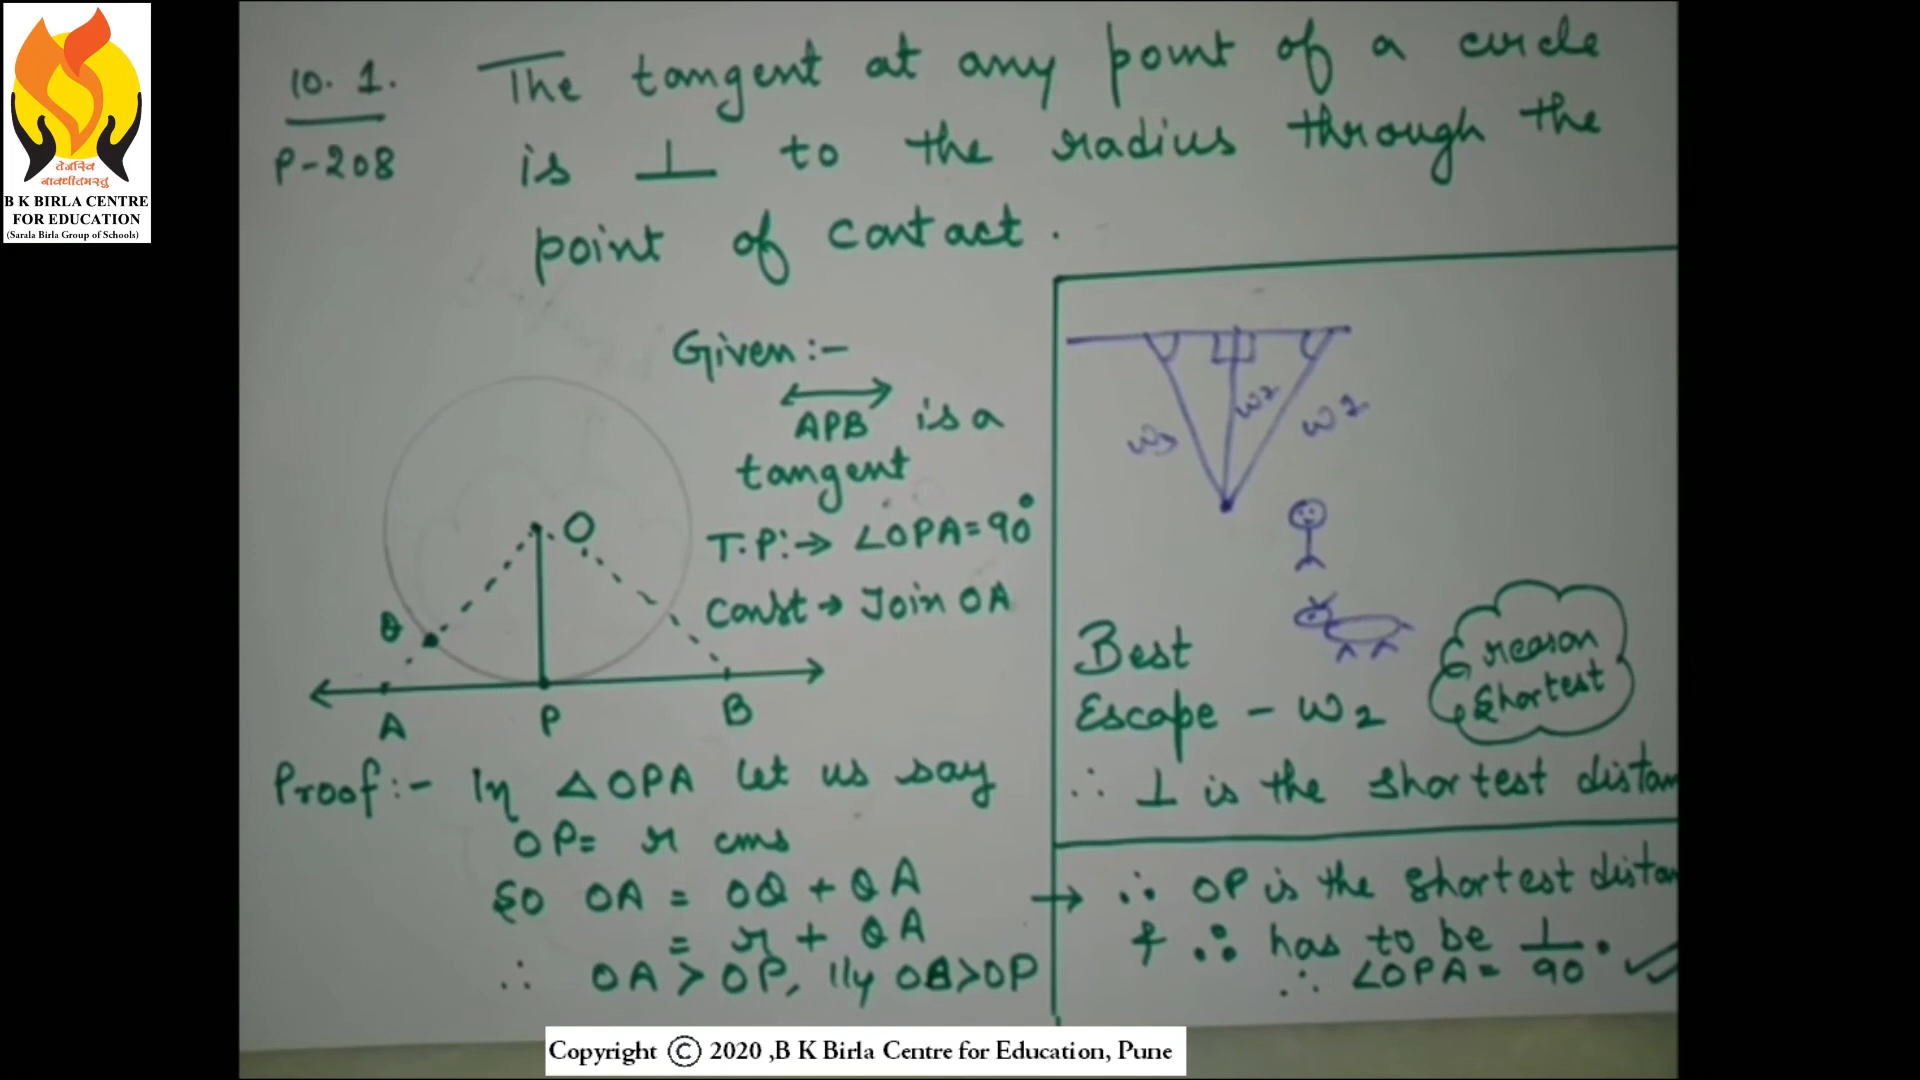 तेजस्वि
नावधीतमस्तु
B K BIRLA CENTRE
FOR EDUCATION
(Sarala Birla Group of Schools)
10.1.
P-208
The tangent at any point of a circle
is ⊥ to the radius through the
point of contact.
Given:-
APB is a
tangent
T.P:→ ∠OPA=90°
Const → Join OA
O
Q
A
P
B
Proof:- In △OPA let us say
OP= r cms
So OA = OQ + QA
= r + QA
∴ OA > OP, lly OB>OP
W2
W2
Best
Escape - W2
reason
Shortest
∴ ⊥ is the shortest distan
→ ∴ OP is the shortest distan
& ∴ has to be ⊥.
∴ ∠OPA = 90
Copyright © 2020 ,B K Birla Centre for Education, Pune